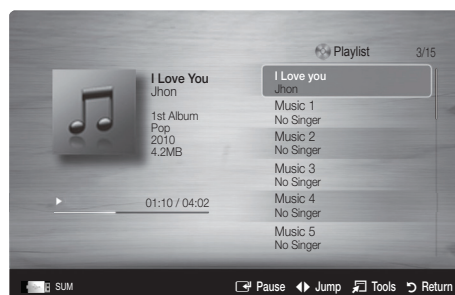 Playlist 3/15
I Love You
Jhon
1st Album
Pop
2010
4.2MB
01:10 / 04:02
I Love you
Jhon
Music 1
No Singer
Music 2
No Singer
Music 3
No Singer
Music 4
No Singer
Music 5
No Singer
SUM
Pause Jump Tools Return